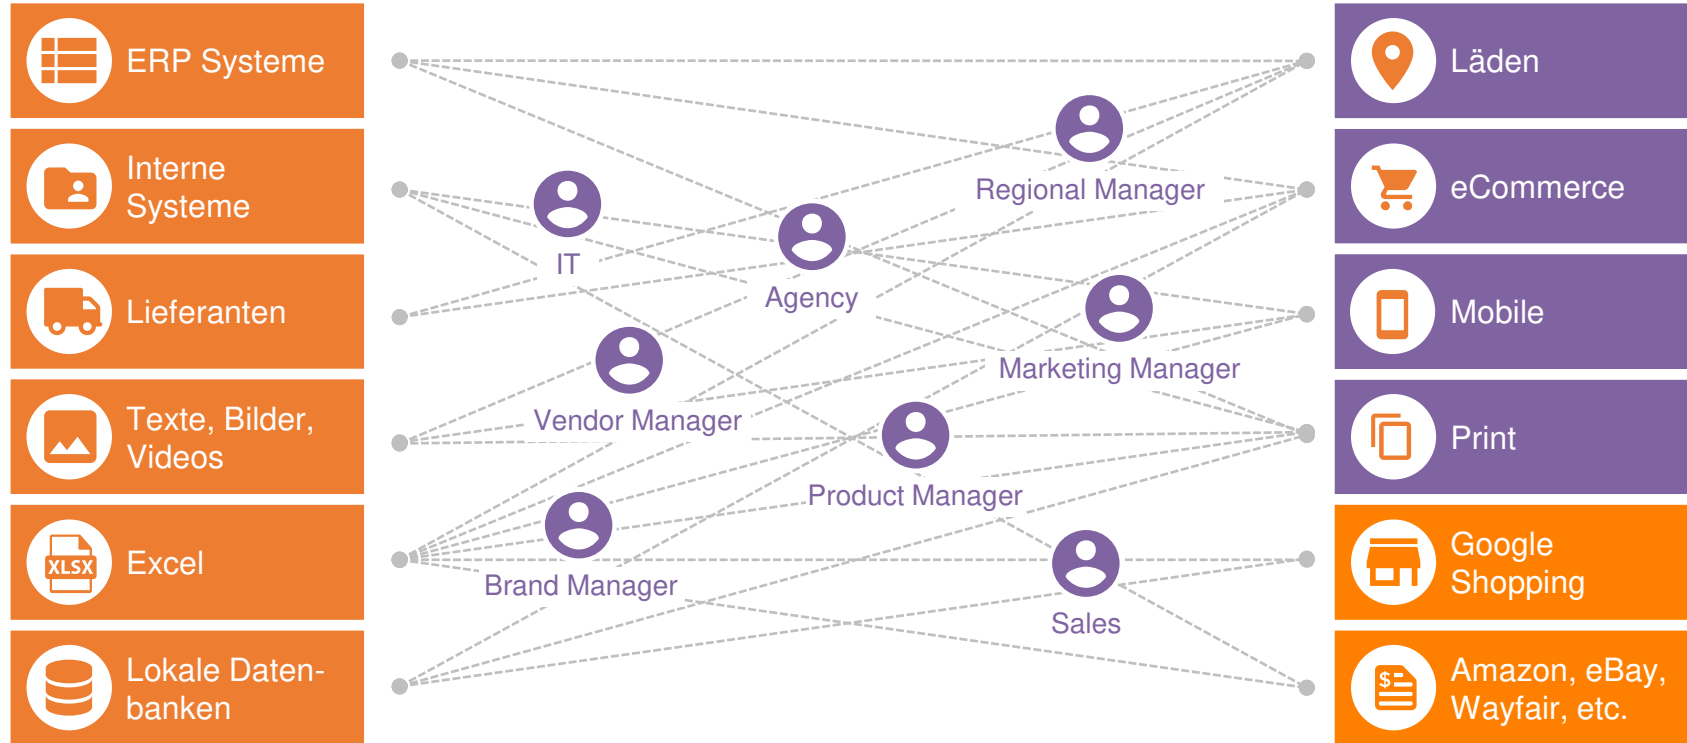 ERP Systeme
Interne
Systeme
Lieferanten
Texte, Bilder,
Videos
XLSX
Excel
Lokale Daten-
banken
IT
Agency
Regional Manager
Vendor Manager
Marketing Manager
Product Manager
Brand Manager
Sales
Läden
eCommerce
Mobile
Print
Google
Shopping
$
Amazon, eBay,
Wayfair, etc.